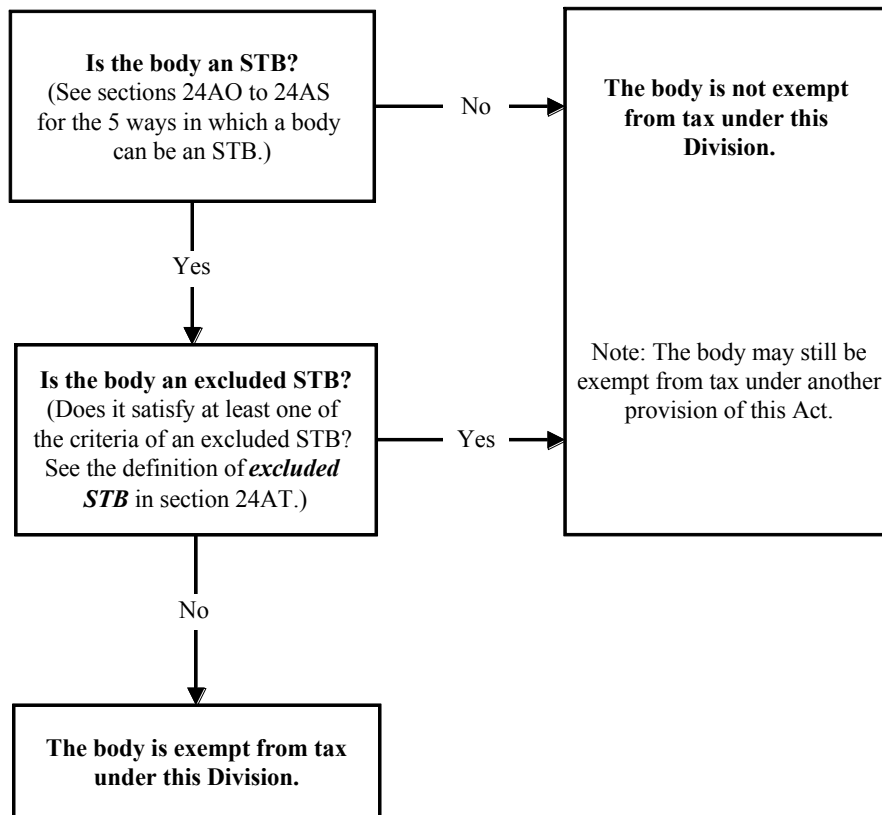 Is the body an STB?
(See sections 24AO to 24AS
for the 5 ways in which a body
can be an STB.)
No
The body is not exempt
from tax under this
Division.
Note: The body may still be
exempt from tax under another
provision of this Act.
Yes
Is the body an excluded STB?
(Does it satisfy at least one of
the criteria of an excluded STB?
See the definition of excluded
STB in section 24AT.)
Yes
No
The body is exempt from tax
under this Division.